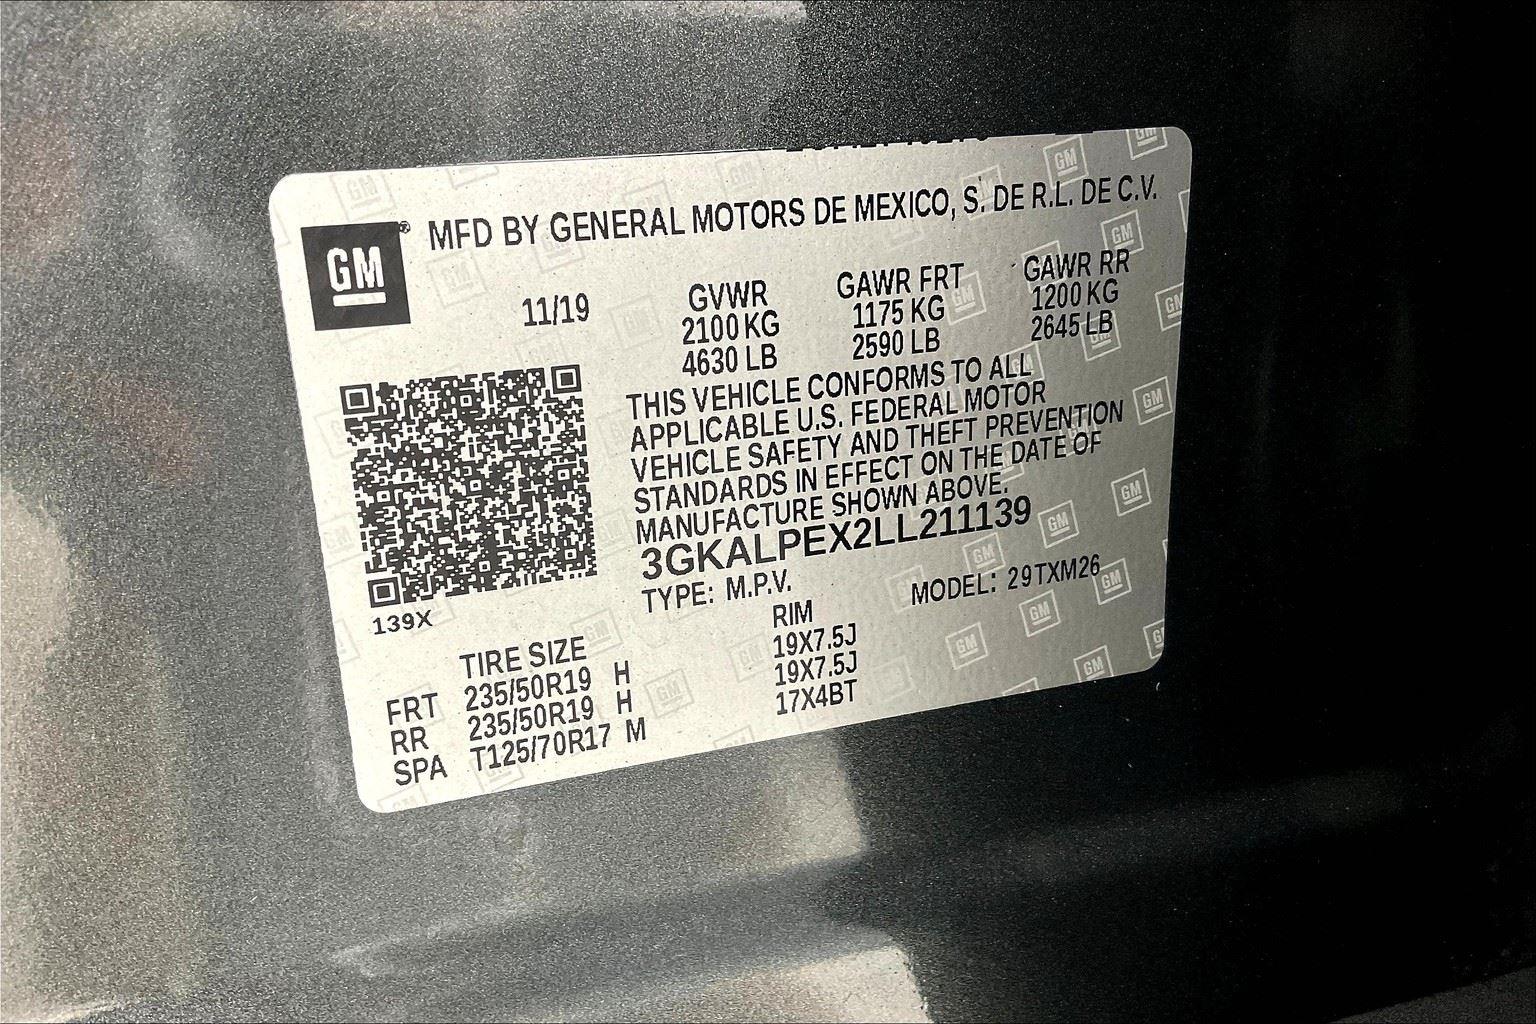 GM ® MFD BY GENERAL MOTORS DE MEXICO, S. DE R.L. DE C.V.
11/19
GVWR GAWR FRT GAWR RR
2100 KG 1175 KG 1200 KG
4630 LB 2590 LB 2645 LB
THIS VEHICLE CONFORMS TO ALL
APPLICABLE U.S. FEDERAL MOTOR
VEHICLE SAFETY AND THEFT PREVENTION
STANDARDS IN EFFECT ON THE DATE OF
MANUFACTURE SHOWN ABOVE.
3GKALPEX2LL211139
TYPE: M.P.V. MODEL: 29TXM26
139X
TIRE SIZE RIM
FRT 235/50R19 H 19X7.5J
RR 235/50R19 H 19X7.5J
SPA T125/70R17 M 17X4BT